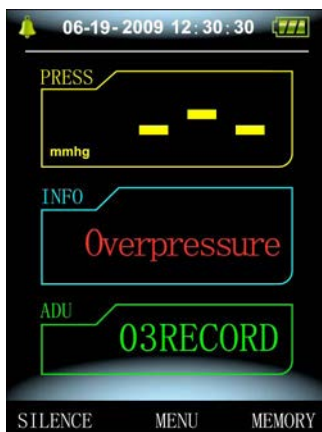 06-19-2009 12:30:30
PRESS
---
mmhg
INFO
Overpressure
ADU
03RECORD
SILENCE MENU MEMORY